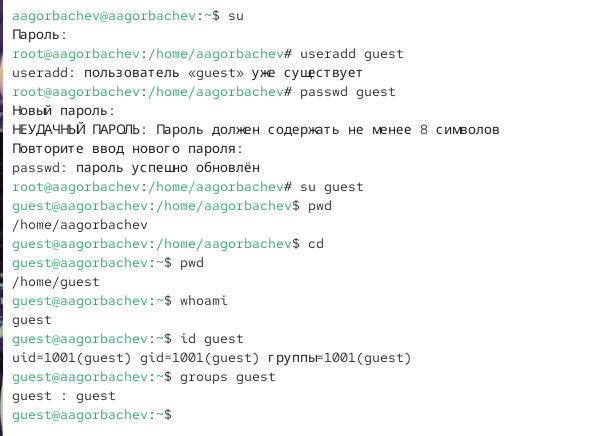 aagorbachev@aagorbachev:~$ su
Пароль:
root@aagorbachev:/home/aagorbachev# useradd guest
useradd: пользователь «guest» уже существует
root@aagorbachev:/home/aagorbachev# passwd guest
Новый пароль:
НЕУДАЧНЫЙ ПАРОЛЬ: Пароль должен содержать не менее 8 символов
Повторите ввод нового пароля:
passwd: пароль успешно обновлён
root@aagorbachev:/home/aagorbachev# su guest
guest@aagorbachev:/home/aagorbachev$ pwd
/home/aagorbachev
guest@aagorbachev:/home/aagorbachev$ cd
guest@aagorbachev:~$ pwd
/home/guest
guest@aagorbachev:~$ whoami
guest
guest@aagorbachev:~$ id guest
uid=1001(guest) gid=1001(guest) группы=1001(guest)
guest@aagorbachev:~$ groups guest
guest : guest
guest@aagorbachev:~$